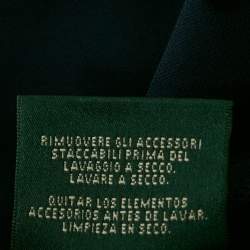 RIMUOVERE GLI ACCESSORI
STACCABILI PRIMA DEL
LAVAGGIO A SECCO.
LAVARE A SECCO.
QUITAR LOS ELEMENTOS
ACCESORIOS ANTES DE LAVAR.
LIMPIEZA EN SECO.